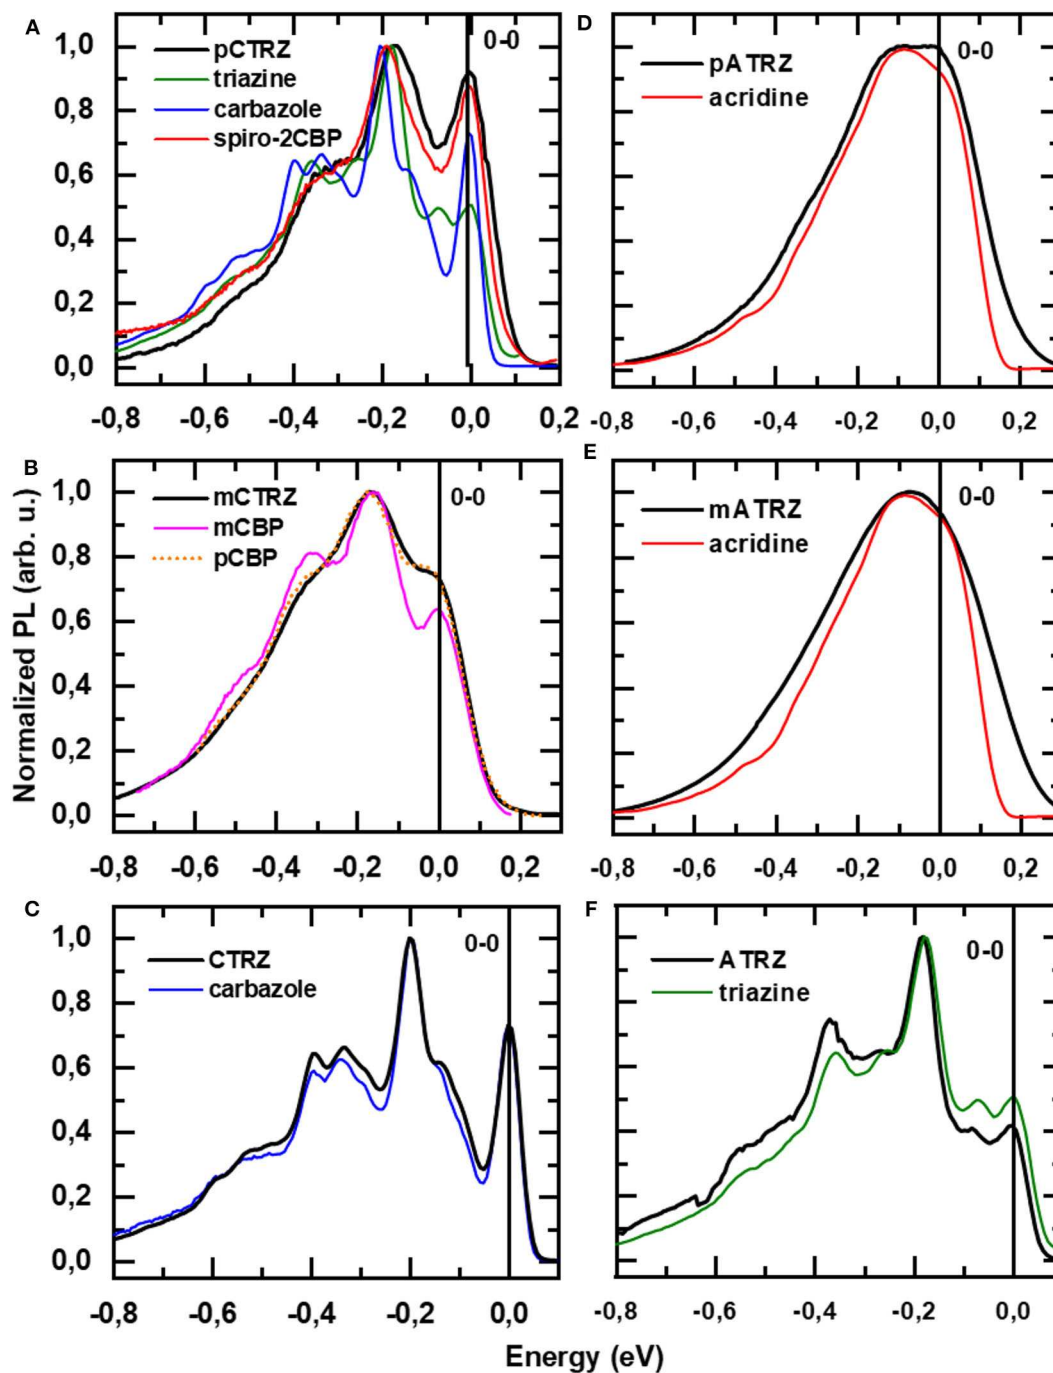 A
pCTRZ
triazine
carbazole
spiro-2CBP
0-0
1,0
0,8
0,6
0,4
0,2
0,0
-0,8 -0,6 -0,4 -0,2 0,0 0,2
D
pATRZ
acridine
0-0
-0,8 -0,6 -0,4 -0,2 0,0 0,2
B
mCTRZ
mCBP
pCBP
0-0
1,0
0,8
0,6
0,4
0,2
0,0
-0,8 -0,6 -0,4 -0,2 0,0 0,2
E
mATRZ
acridine
0-0
-0,8 -0,6 -0,4 -0,2 0,0 0,2
Normalized PL (arb. u.)
C
CTRZ
carbazole
0-0
1,0
0,8
0,6
0,4
0,2
0,0
-0,8 -0,6 -0,4 -0,2 0,0
F
ATRZ
triazine
0-0
-0,8 -0,6 -0,4 -0,2 0,0
Energy (eV)